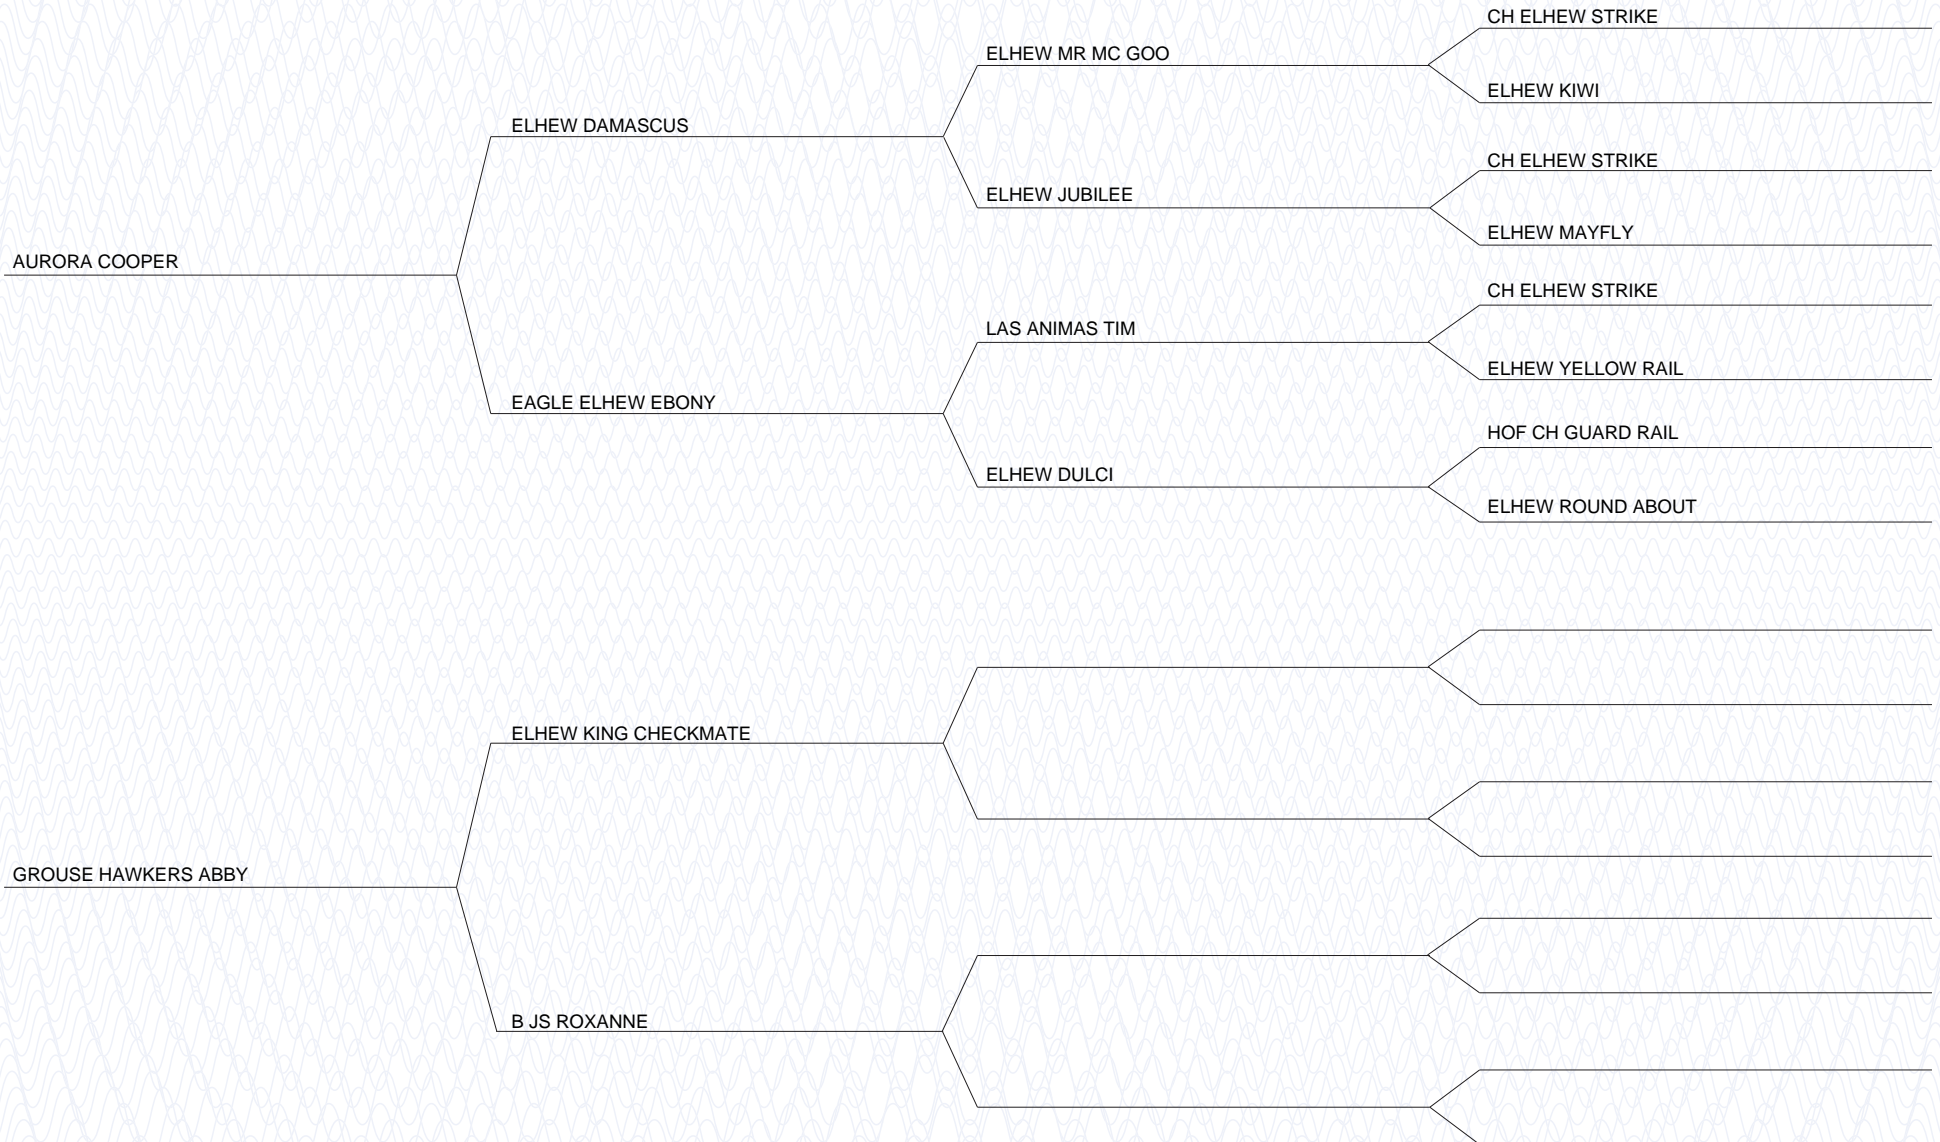 CH ELHEW STRIKE
ELHEW MR MC GOO
ELHEW KIWI
ELHEW DAMASCUS
CH ELHEW STRIKE
ELHEW JUBILEE
ELHEW MAYFLY
AURORA COOPER
CH ELHEW STRIKE
LAS ANIMAS TIM
ELHEW YELLOW RAIL
EAGLE ELHEW EBONY
HOF CH GUARD RAIL
ELHEW DULCI
ELHEW ROUND ABOUT
ELHEW KING CHECKMATE
GROUSE HAWKERS ABBY
B JS ROXANNE